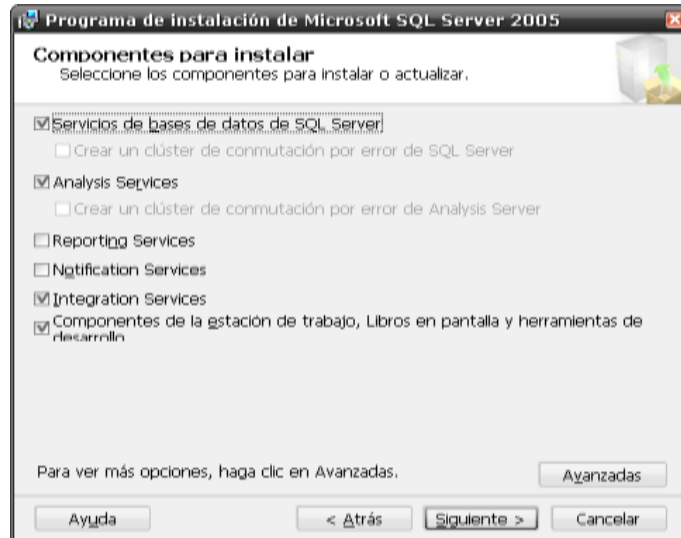 Programa de instalación de Microsoft SQL Server 2005
Componentes para instalar
Seleccione los componentes para instalar o actualizar.
Servicios de bases de datos de SQL Server
Crear un clúster de conmutación por error de SQL Server
Analysis Services
Crear un clúster de conmutación por error de Analysis Server
Reporting Services
Notification Services
Integration Services
Componentes de la estación de trabajo, Libros en pantalla y herramientas de
desarrollo
Para ver más opciones, haga clic en Avanzadas.
Avanzadas
Ayuda
< Atrás
Siguiente >
Cancelar